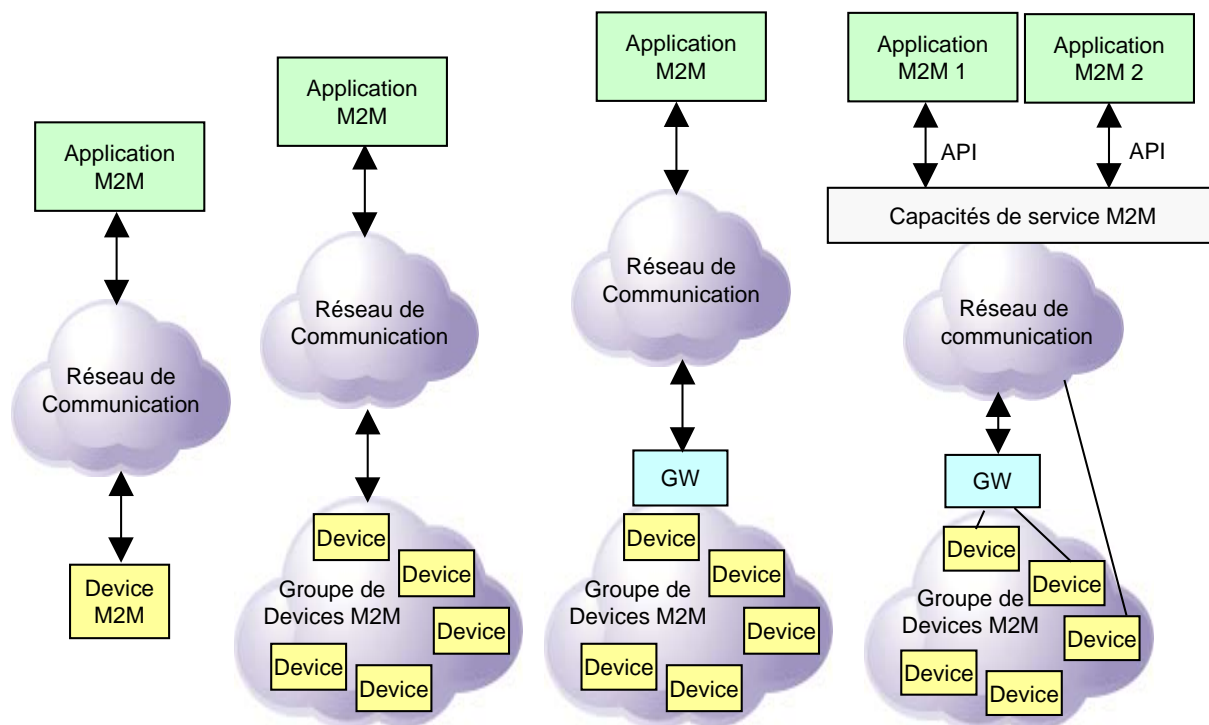 Application
M2M
Réseau de
Communication
Device
M2M
Application
M2M
Réseau de
Communication
Device
Device
Groupe de
Devices M2M
Device
Device
Device
Application
M2M
Réseau de
Communication
GW
Device
Device
Groupe de
Devices M2M
Device
Device
Device
Application
M2M 1
Application
M2M 2
API
API
Capacités de service M2M
Réseau de
communication
GW
Device
Device
Groupe de
Devices M2M
Device
Device
Device